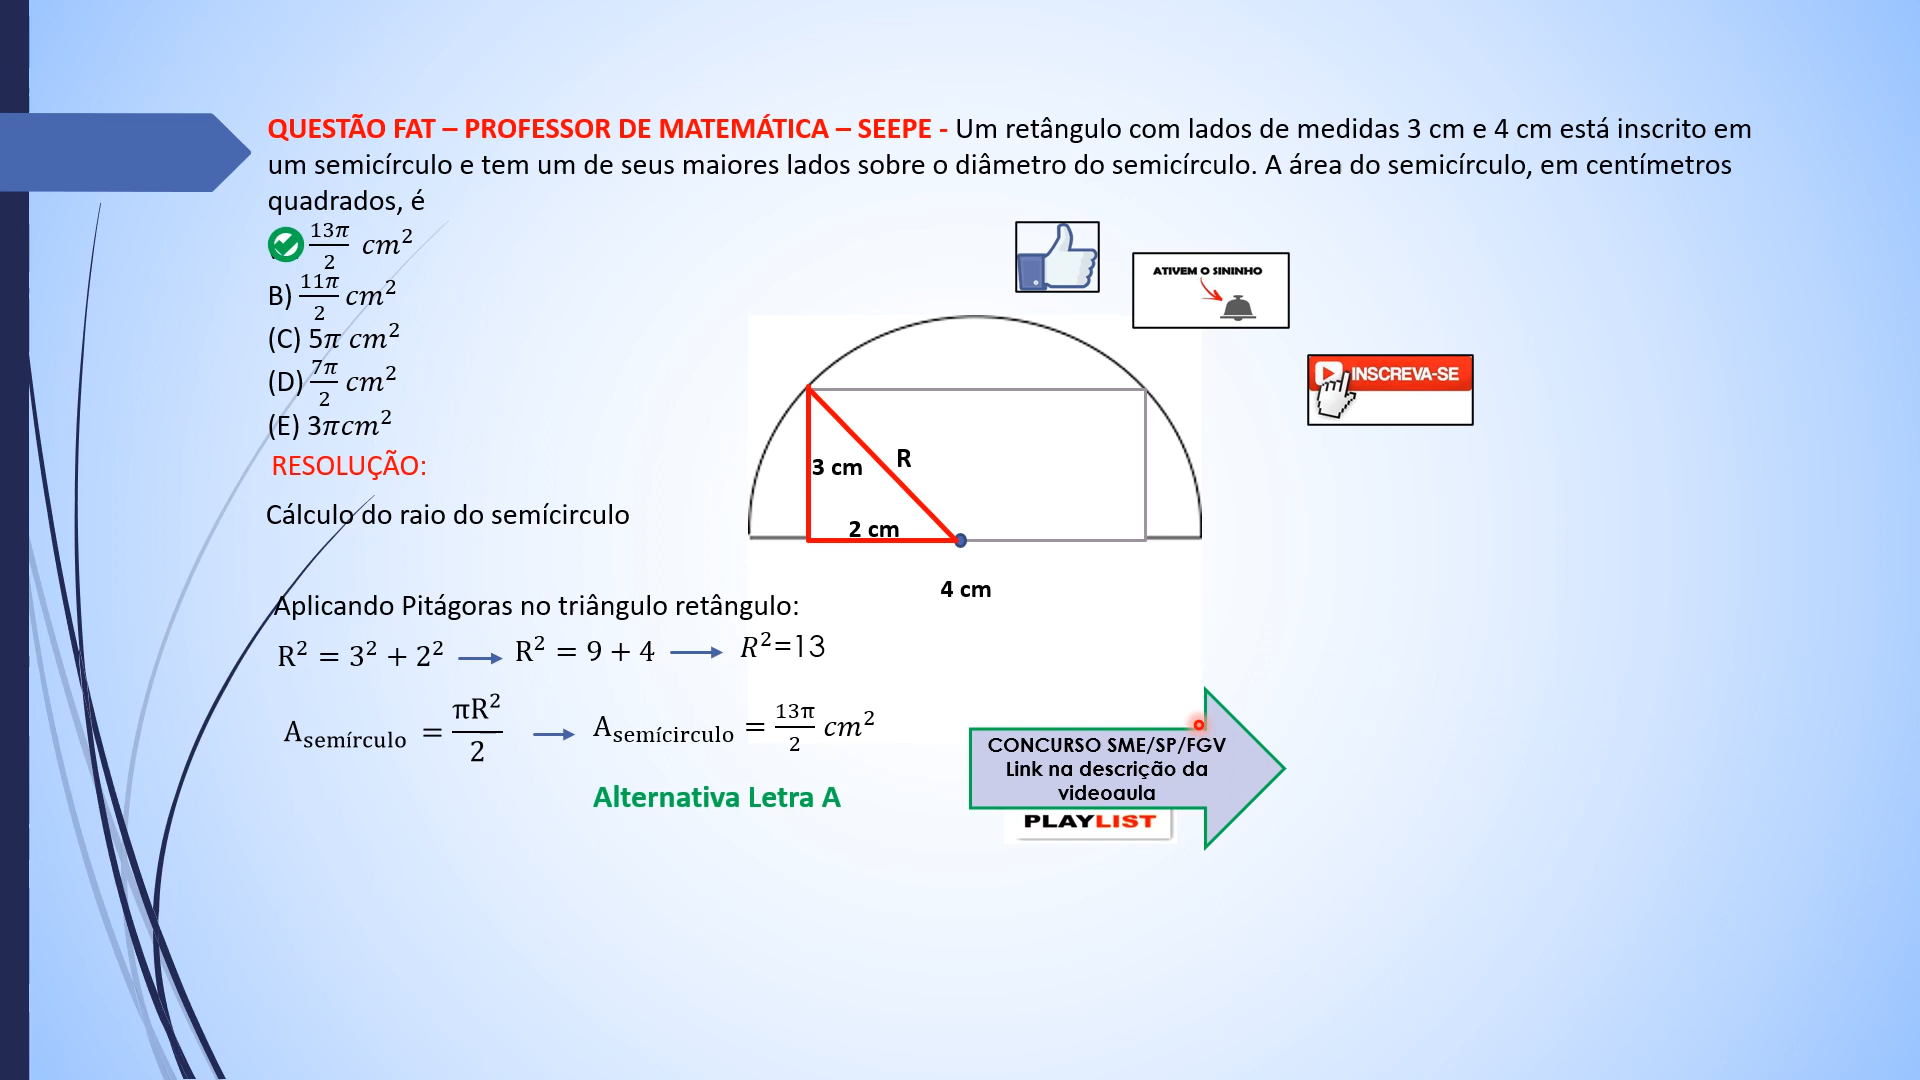 QUESTÃO FAT – PROFESSOR DE MATEMÁTICA – SEEPE - Um retângulo com lados de medidas 3 cm e 4 cm está inscrito em
um semicírculo e tem um de seus maiores lados sobre o diâmetro do semicírculo. A área do semicírculo, em centímetros
quadrados, é
13π/2 cm²
B) 11π/2 cm²
(C) 5π cm²
(D) 7π/2 cm²
(E) 3πcm²
ATIVEM O SININHO
INSCREVA-SE
3 cm
R
2 cm
4 cm
RESOLUÇÃO:
Cálculo do raio do semícirculo
Aplicando Pitágoras no triângulo retângulo:
R² = 3² + 2² → R² = 9 + 4 → R²=13
A semírculo = πR²/2 → A semícirculo = 13π/2 cm²
Alternativa Letra A
CONCURSO SME/SP/FGV
Link na descrição da
videoaula
PLAYLIST